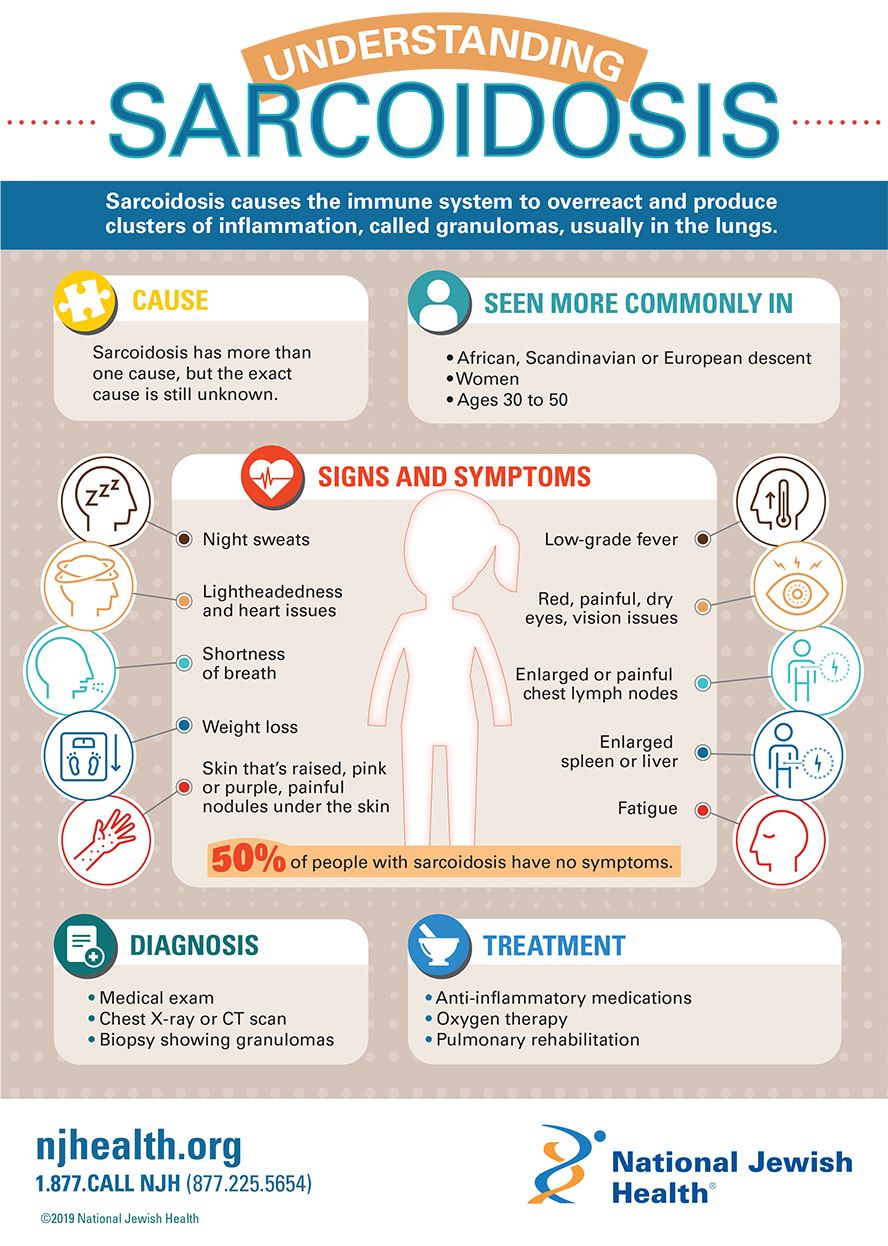 UNDERSTANDING
SARCOIDOSIS
Sarcoidosis causes the immune system to overreact and produce
clusters of inflammation, called granulomas, usually in the lungs.
CAUSE
Sarcoidosis has more than
one cause, but the exact
cause is still unknown.
SEEN MORE COMMONLY IN
• African, Scandinavian or European descent
• Women
• Ages 30 to 50
SIGNS AND SYMPTOMS
zzz
Night sweats
Lightheadedness
and heart issues
Shortness
of breath
Weight loss
Skin that's raised, pink
or purple, painful
nodules under the skin
Low-grade fever
Red, painful, dry
eyes, vision issues
Enlarged or painful
chest lymph nodes
Enlarged
spleen or liver
Fatigue
50% of people with sarcoidosis have no symptoms.
DIAGNOSIS
• Medical exam
• Chest X-ray or CT scan
• Biopsy showing granulomas
TREATMENT
• Anti-inflammatory medications
• Oxygen therapy
• Pulmonary rehabilitation
njhealth.org
1.877.CALL NJH (877.225.5654)
©2019 National Jewish Health
National Jewish
Health®